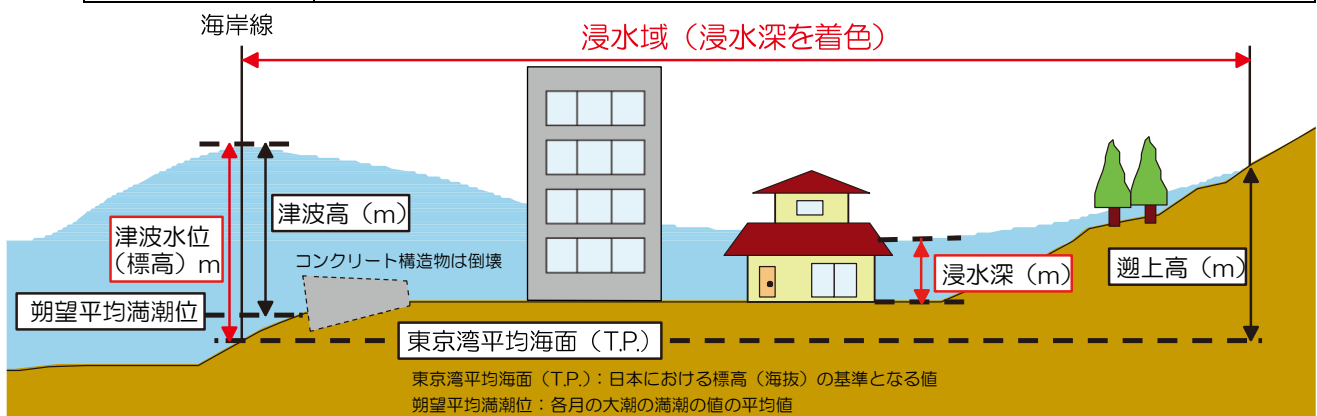 海岸線
浸水域（浸水深を着色）
津波高（m）
津波水位
（標高）m
コンクリート構造物は倒壊
浸水深（m）
遡上高（m）
朔望平均満潮位
東京湾平均海面（T.P.）
東京湾平均海面（T.P.）：日本における標高（海抜）の基準となる値
朔望平均満潮位：各月の大潮の満潮の値の平均値